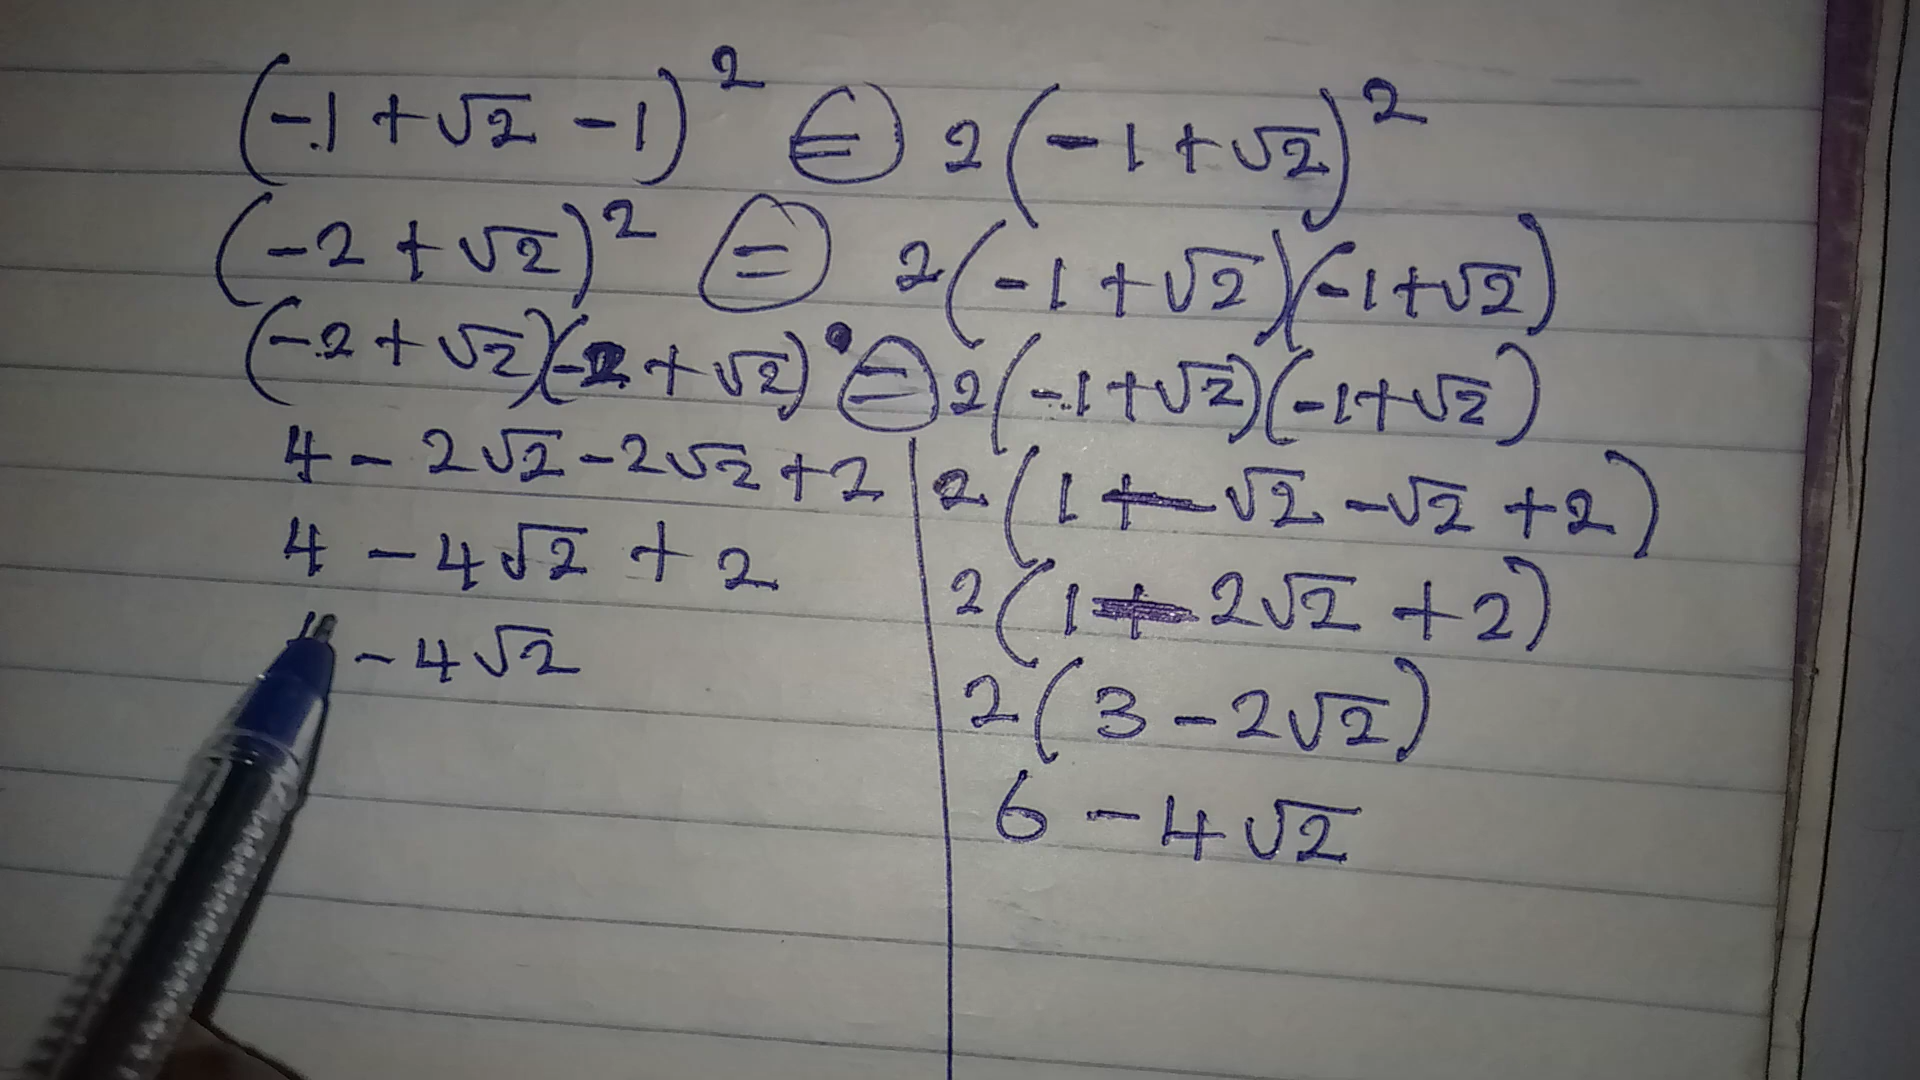 (-1+√2 -1)² = 2(-1+√2)²
(-2+√2)² = 2(-1+√2)(-1+√2)
(-2+√2)(-2+√2) = 2(-1+√2)(-1+√2)
4 - 2√2 - 2√2 + 2
4 - 4√2 + 2
- 4√2
2(1 - √2 - √2 + 2)
2(1 - 2√2 + 2)
2(3 - 2√2)
6 - 4√2